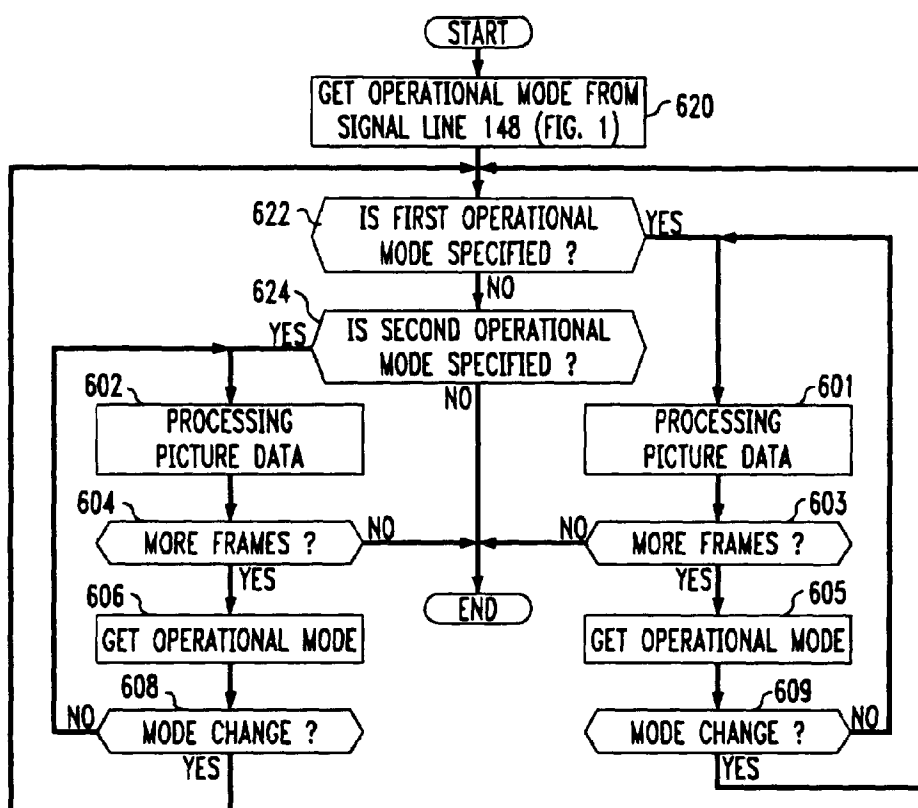 START
GET OPERATIONAL MODE FROM
SIGNAL LINE 148 (FIG. 1)
620
622
IS FIRST OPERATIONAL
MODE SPECIFIED ?
YES
NO
624
YES
IS SECOND OPERATIONAL
MODE SPECIFIED ?
NO
602
PROCESSING
PICTURE DATA
601
PROCESSING
PICTURE DATA
604
MORE FRAMES ?
NO
YES
603
NO
MORE FRAMES ?
YES
END
606
GET OPERATIONAL MODE
605
GET OPERATIONAL MODE
608
NO
MODE CHANGE ?
YES
609
MODE CHANGE ?
NO
YES